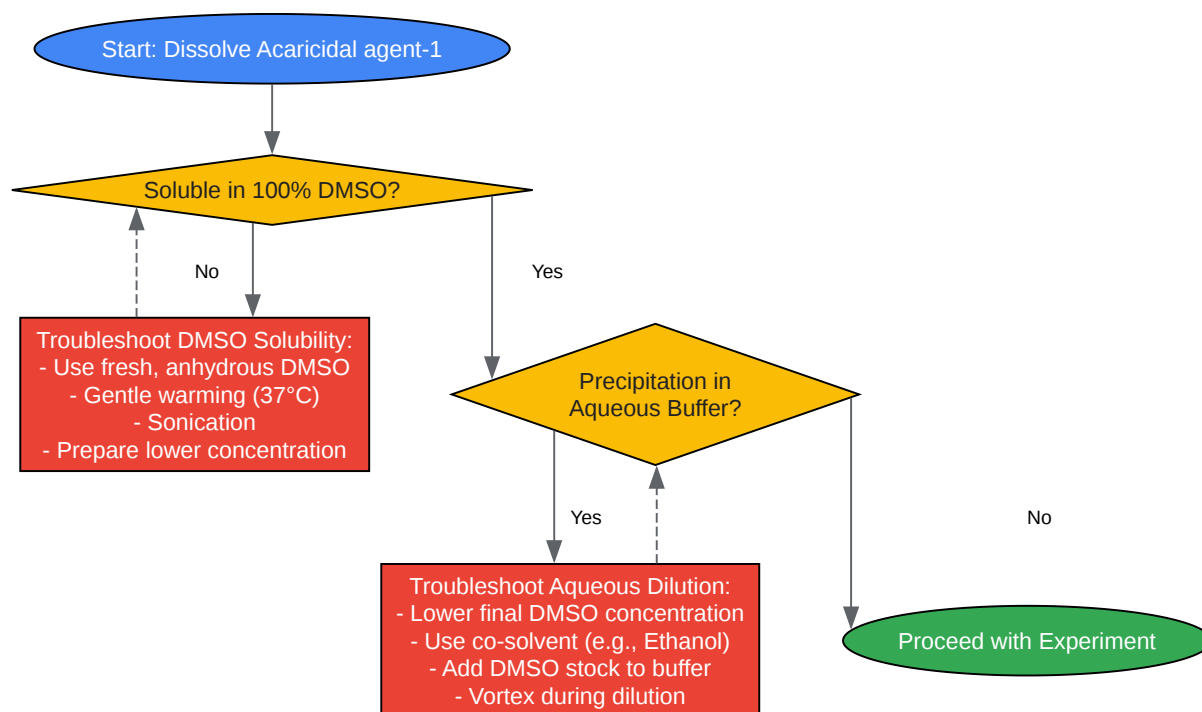 Start: Dissolve Acaricidal agent-1
Soluble in 100% DMSO?
No
Yes
Troubleshoot DMSO Solubility:
- Use fresh, anhydrous DMSO
- Gentle warming (37°C)
- Sonication
- Prepare lower concentration
Precipitation in
Aqueous Buffer?
Yes
No
Troubleshoot Aqueous Dilution:
- Lower final DMSO concentration
- Use co-solvent (e.g., Ethanol)
- Add DMSO stock to buffer
- Vortex during dilution
Proceed with Experiment